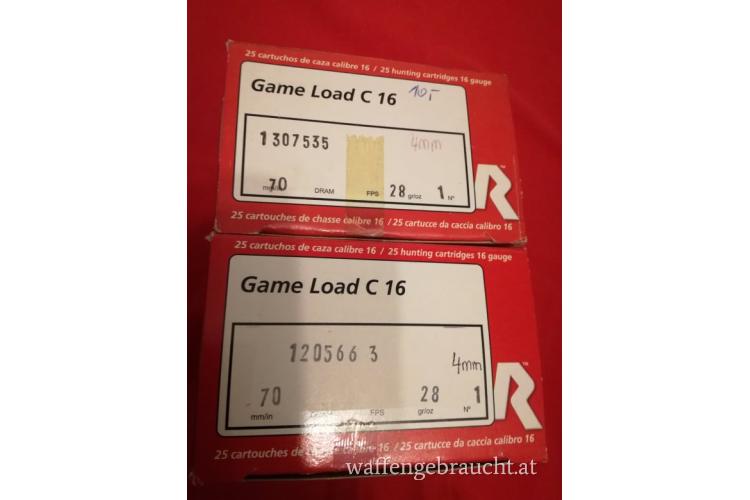 25 cartuchos de caza calibre 16 / 25 hunting cartridges 16 gauge
Game Load C 16
10,-
1307535
4mm
70
28
1
DRAM
FPS
gr/oz
Nº
R
25 cartouches de chasse calibre 16 / 25 cartucce da caccia calibro 16
25 cartuchos de caza calibre 16 / 25 hunting cartridges 16 gauge
Game Load C 16
120566 3
4mm
70
28
1
mm/in
FPS
gr/oz
Nº
R
25 cartouches de chasse calibre 16 / 25 cartucce da caccia calibro 16
waffengebraucht.at